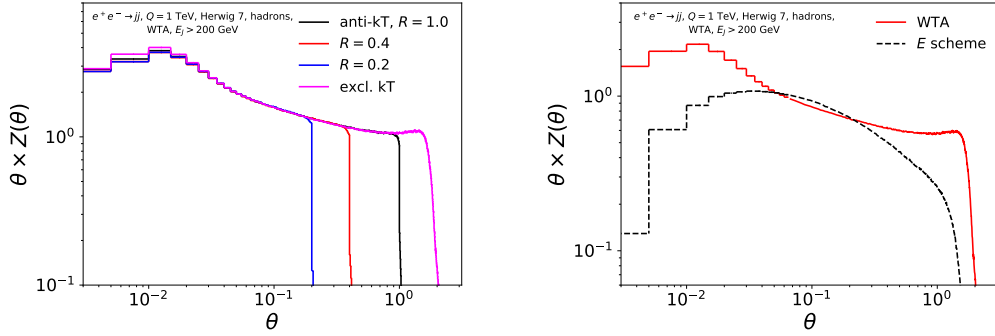 e⁺e⁻ → jj, Q = 1 TeV, Herwig 7, hadrons,
WTA, E_J > 200 GeV
anti-kT, R = 1.0
R = 0.4
R = 0.2
excl. kT
θ × Z(θ)
10⁰
10⁻¹
10⁻² 10⁻¹ 10⁰
θ
e⁺e⁻ → jj, Q = 1 TeV, Herwig 7, hadrons,
WTA, E_J > 200 GeV
WTA
E scheme
θ × Z(θ)
10⁰
10⁻¹
10⁻² 10⁻¹ 10⁰
θ